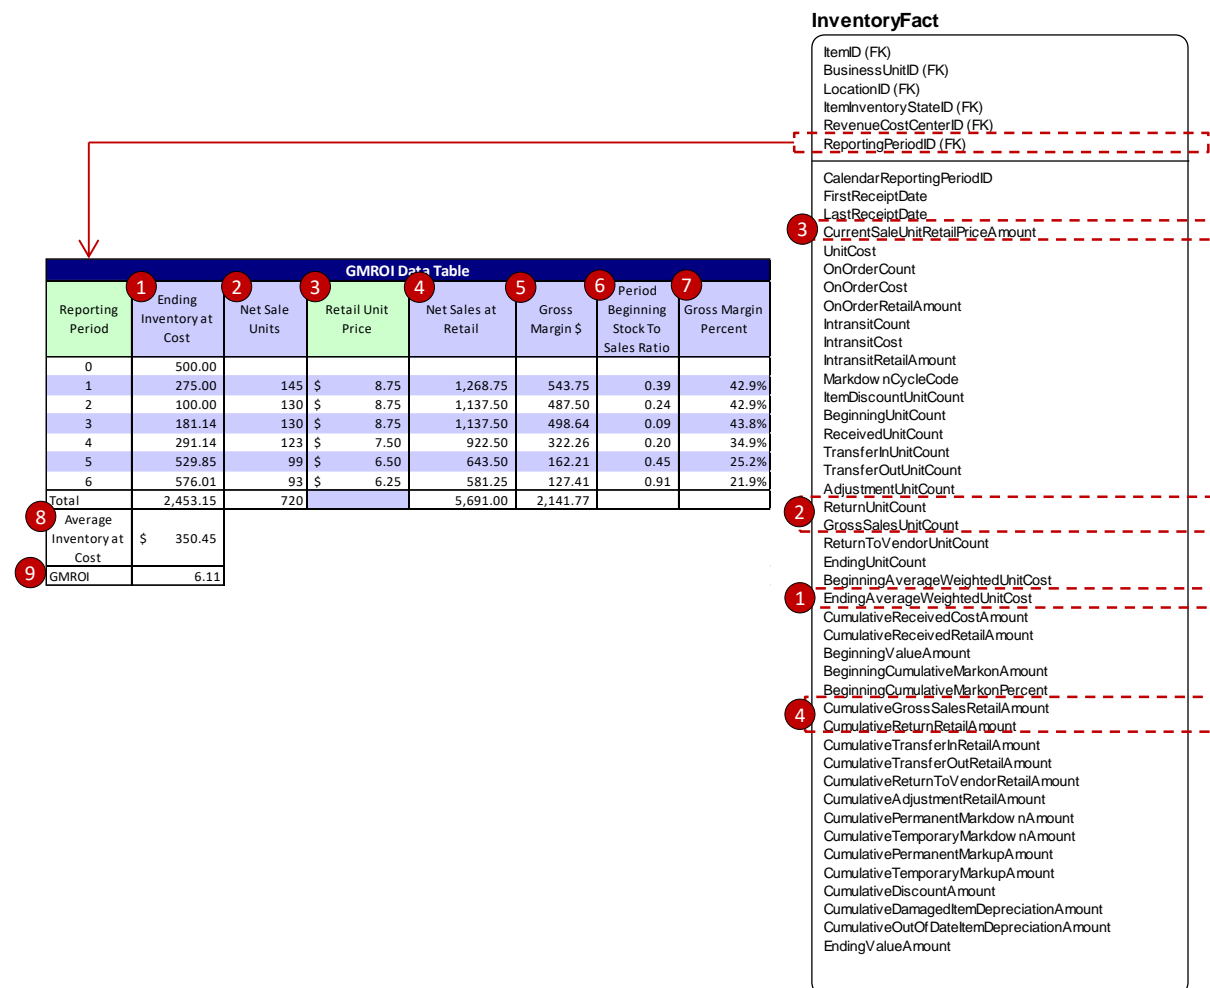 InventoryFact
ItemID (FK)
BusinessUnitID (FK)
LocationID (FK)
ItemInventoryStateID (FK)
RevenueCostCenterID (FK)
ReportingPeriodID (FK)
CalendarReportingPeriodID
FirstReceiptDate
LastReceiptDate
3 CurrentSaleUnitRetailPriceAmount
UnitCost
OnOrderCount
OnOrderCost
OnOrderRetailAmount
IntransitCount
IntransitCost
IntransitRetailAmount
MarkdownCycleCode
ItemDiscountUnitCount
BeginningUnitCount
ReceivedUnitCount
TransferInUnitCount
TransferOutUnitCount
AdjustmentUnitCount
2 ReturnUnitCount
GrossSalesUnitCount
ReturnToVendorUnitCount
EndingUnitCount
BeginningAverageWeightedUnitCost
1 EndingAverageWeightedUnitCost
CumulativeReceivedCostAmount
CumulativeReceivedRetailAmount
BeginningValueAmount
BeginningCumulativeMarkonAmount
BeginningCumulativeMarkonPercent
4 CumulativeGrossSalesRetailAmount
CumulativeReturnRetailAmount
CumulativeTransferInRetailAmount
CumulativeTransferOutRetailAmount
CumulativeReturnToVendorRetailAmount
CumulativeAdjustmentRetailAmount
CumulativePermanentMarkdownAmount
CumulativeTemporaryMarkdownAmount
CumulativePermanentMarkupAmount
CumulativeTemporaryMarkupAmount
CumulativeDiscountAmount
CumulativeDamagedItemDepreciationAmount
CumulativeOutOfDateItemDepreciationAmount
EndingValueAmount
GMROI Data Table
1 2 3 4 5 6 7
Reporting
Period
Ending
Inventory at
Cost
Net Sale
Units
Retail Unit
Price
Net Sales at
Retail
Gross
Margin $
Period
Beginning
Stock To
Sales Ratio
Gross Margin
Percent
0 500.00
1 275.00 145 $ 8.75 1,268.75 543.75 0.39 42.9%
2 100.00 130 $ 8.75 1,137.50 487.50 0.24 42.9%
3 181.14 130 $ 8.75 1,137.50 498.64 0.09 43.8%
4 291.14 123 $ 7.50 922.50 322.26 0.20 34.9%
5 529.85 99 $ 6.50 643.50 162.21 0.45 25.2%
6 576.01 93 $ 6.25 581.25 127.41 0.91 21.9%
Total 2,453.15 720 5,691.00 2,141.77
8 Average
Inventory at
Cost
$ 350.45
9 GMROI 6.11